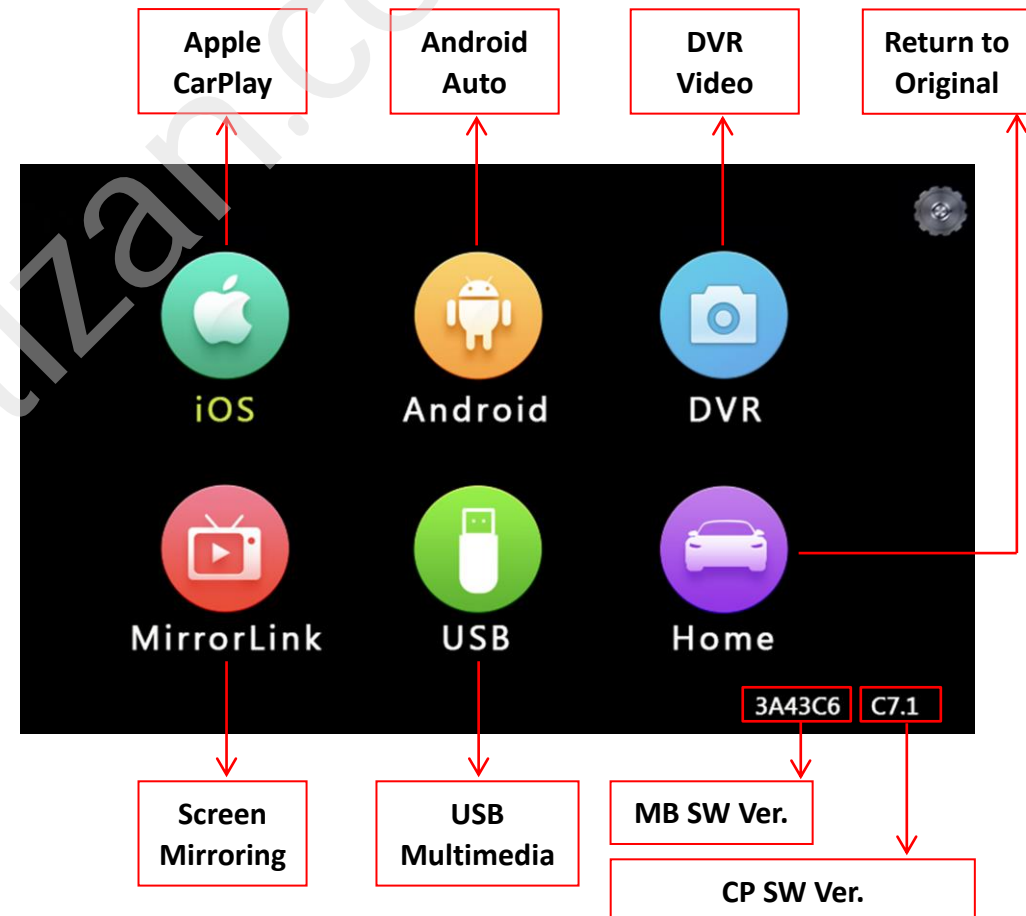 Apple
CarPlay
Android
Auto
DVR
Video
Return to
Original
iOS
Android
DVR
MirrorLink
USB
Home
3A43C6
C7.1
Screen
Mirroring
USB
Multimedia
MB SW Ver.
CP SW Ver.